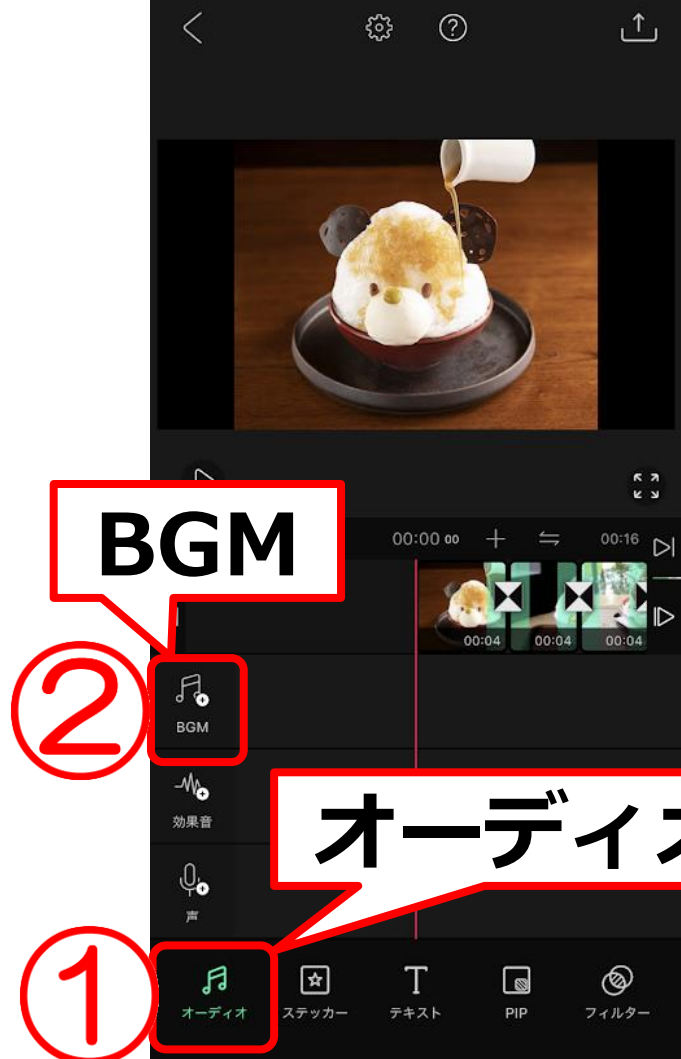 BGM
00:00 00
00:16
00:04
00:04
00:04
②
BGM
効果音
オーディオ
声
①
オーディオ
ステッカー
テキスト
PIP
フィルター